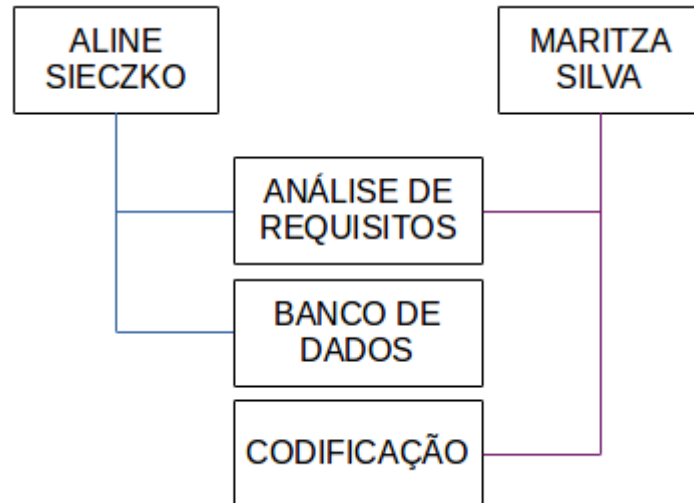 ALINE
SIECZKO
MARITZA
SILVA
ANÁLISE DE
REQUISITOS
BANCO DE
DADOS
CODIFICAÇÃO